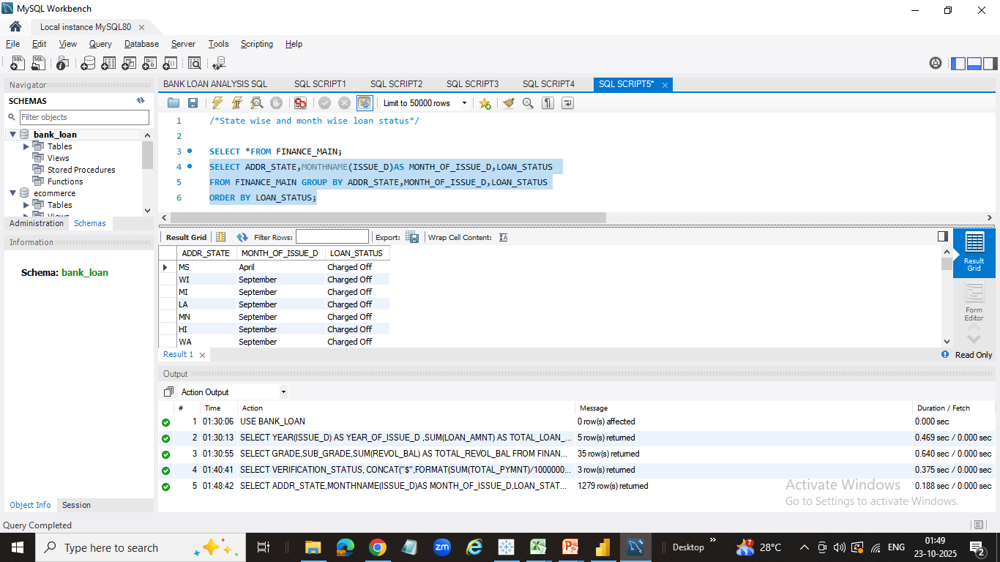 MySQL Workbench
Local instance MySQL80
File Edit View Query Database Server Tools Scripting Help
Navigator
SCHEMAS
Filter objects
bank_loan
Tables
Views
Stored Procedures
Functions
ecommerce
Tables
Views
Administration Schemas
Information
Schema: bank_loan
Object Info Session
BANK LOAN ANALYSIS SQL SQL SCRIPT1 SQL SCRIPT2 SQL SCRIPT3 SQL SCRIPT4 SQL SCRIPT5*
Limit to 50000 rows
1 /*State wise and month wise loan status*/
2
3 SELECT *FROM FINANCE_MAIN;
4 SELECT ADDR_STATE,MONTHNAME(ISSUE_D)AS MONTH_OF_ISSUE_D,LOAN_STATUS
5 FROM FINANCE_MAIN GROUP BY ADDR_STATE,MONTH_OF_ISSUE_D,LOAN_STATUS
6 ORDER BY LOAN_STATUS;
Result Grid Filter Rows: Export: Wrap Cell Content:
ADDR_STATE MONTH_OF_ISSUE_D LOAN_STATUS
MS April Charged Off
WI September Charged Off
MI September Charged Off
LA September Charged Off
MN September Charged Off
HI September Charged Off
WA September Charged Off
Result Grid
Form Editor
Result 1
Read Only
Output
Action Output
# Time Action Message Duration / Fetch
1 01:30:06 USE BANK_LOAN 0 row(s) affected 0.000 sec
2 01:30:13 SELECT YEAR(ISSUE_D) AS YEAR_OF_ISSUE_D ,SUM(LOAN_AMNT) AS TOTAL_LOAN_... 5 row(s) returned 0.469 sec / 0.000 sec
3 01:30:55 SELECT GRADE,SUB_GRADE,SUM(REVOL_BAL) AS TOTAL_REVOL_BAL FROM FINAN... 35 row(s) returned 0.640 sec / 0.000 sec
4 01:40:41 SELECT VERIFICATION_STATUS, CONCAT("$",FORMAT(SUM(TOTAL_PYMNT)/1000000... 3 row(s) returned 0.375 sec / 0.000 sec
5 01:48:42 SELECT ADDR_STATE,MONTHNAME(ISSUE_D)AS MONTH_OF_ISSUE_D,LOAN_STAT... 1279 row(s) returned 0.188 sec / 0.000 sec
Activate Windows
Go to Settings to activate Windows.
Query Completed
Type here to search
zm
Desktop
7
28°C
ENG
01:49
23-10-2025
2